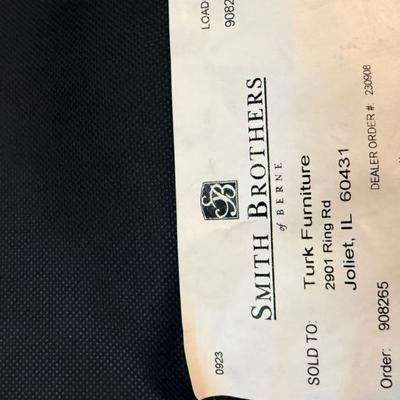 0923
LOAD
9082
SB
SMITH BROTHERS
of BERNE
SOLD TO: Turk Furniture
2901 Ring Rd
Joliet, IL 60431
DEALER ORDER #: 230908
Order: 908265